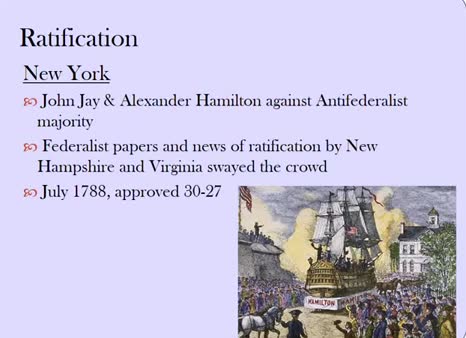 Ratification
New York
John Jay & Alexander Hamilton against Antifederalist
majority
Federalist papers and news of ratification by New
Hampshire and Virginia swayed the crowd
July 1788, approved 30-27
HAMILTON